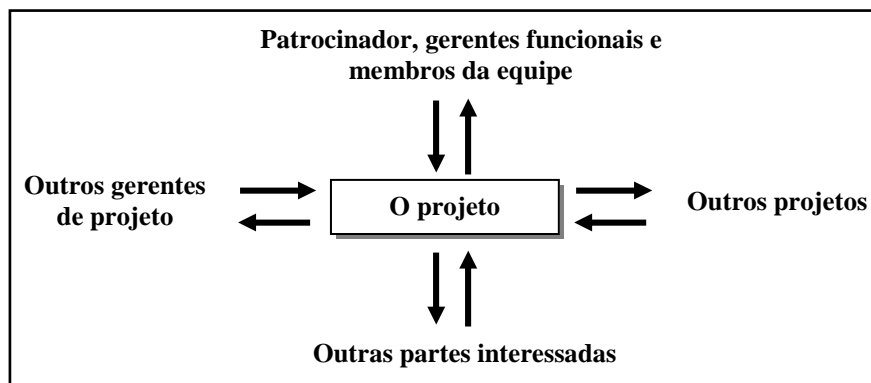 Patrocinador, gerentes funcionais e
membros da equipe
Outros gerentes
de projeto
O projeto
Outros projetos
Outras partes interessadas